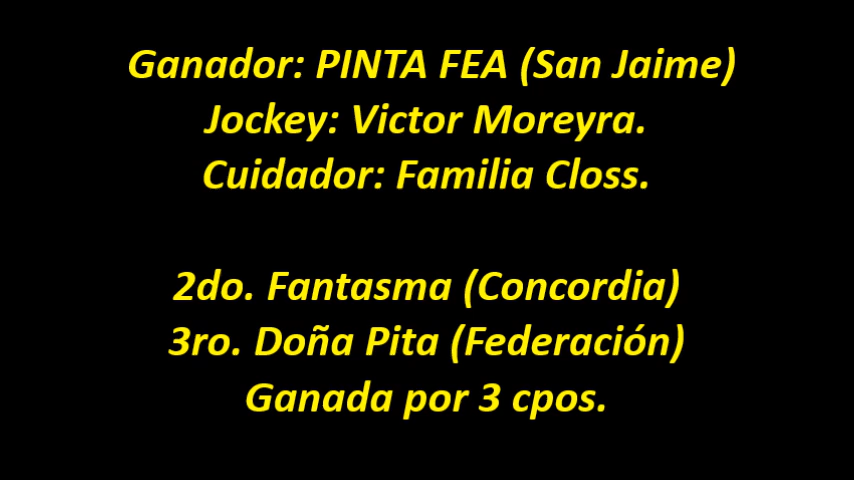 Ganador: PINTA FEA (San Jaime)
Jockey: Victor Moreyra.
Cuidador: Familia Closs.
2do. Fantasma (Concordia)
3ro. Doña Pita (Federación)
Ganada por 3 cpos.